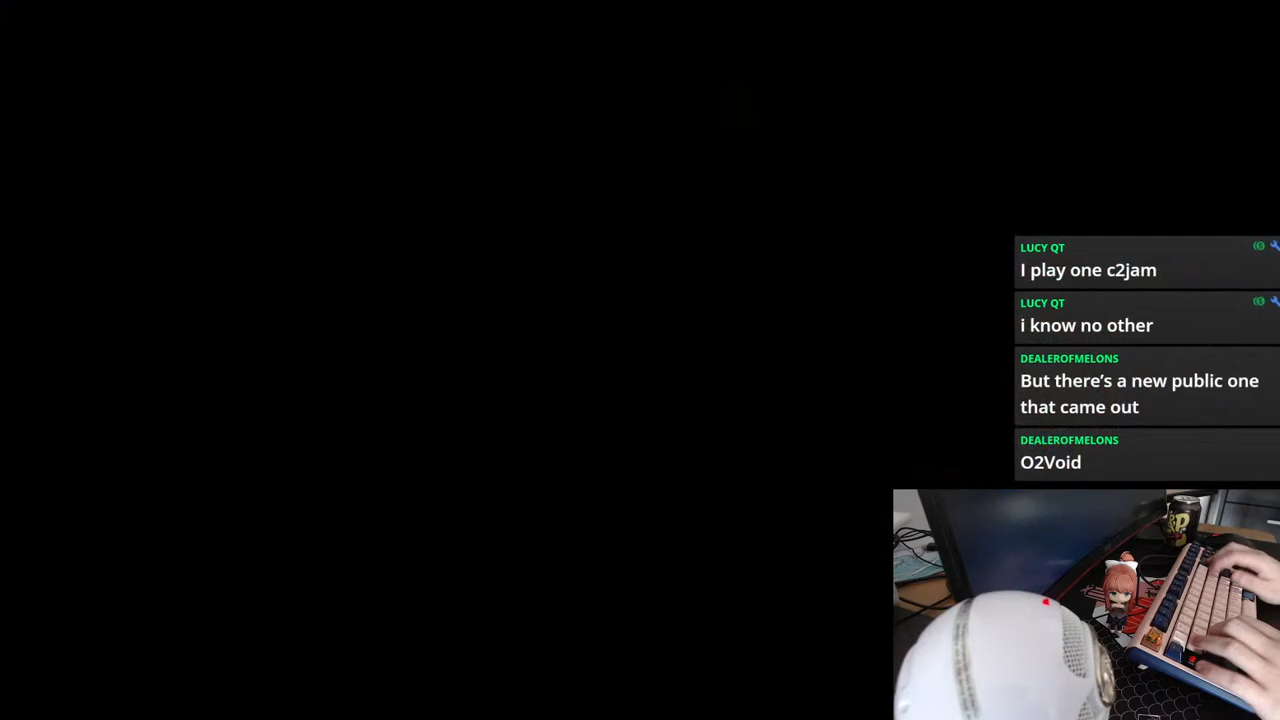 LUCY QT
I play one c2jam
LUCY QT
i know no other
DEALEROFMELONS
But there’s a new public one
that came out
DEALEROFMELONS
O2Void